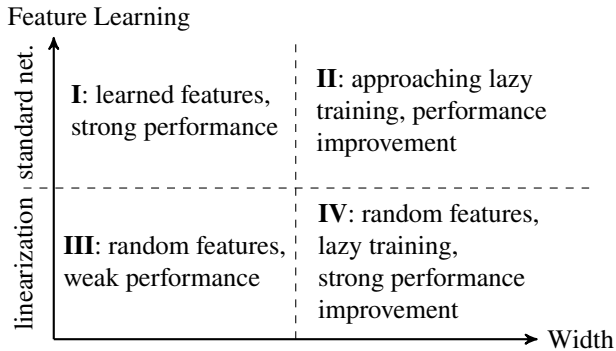 Feature Learning
standard net.
I: learned features,
strong performance
II: approaching lazy
training, performance
improvement
linearization
III: random features,
weak performance
IV: random features,
lazy training,
strong performance
improvement
Width